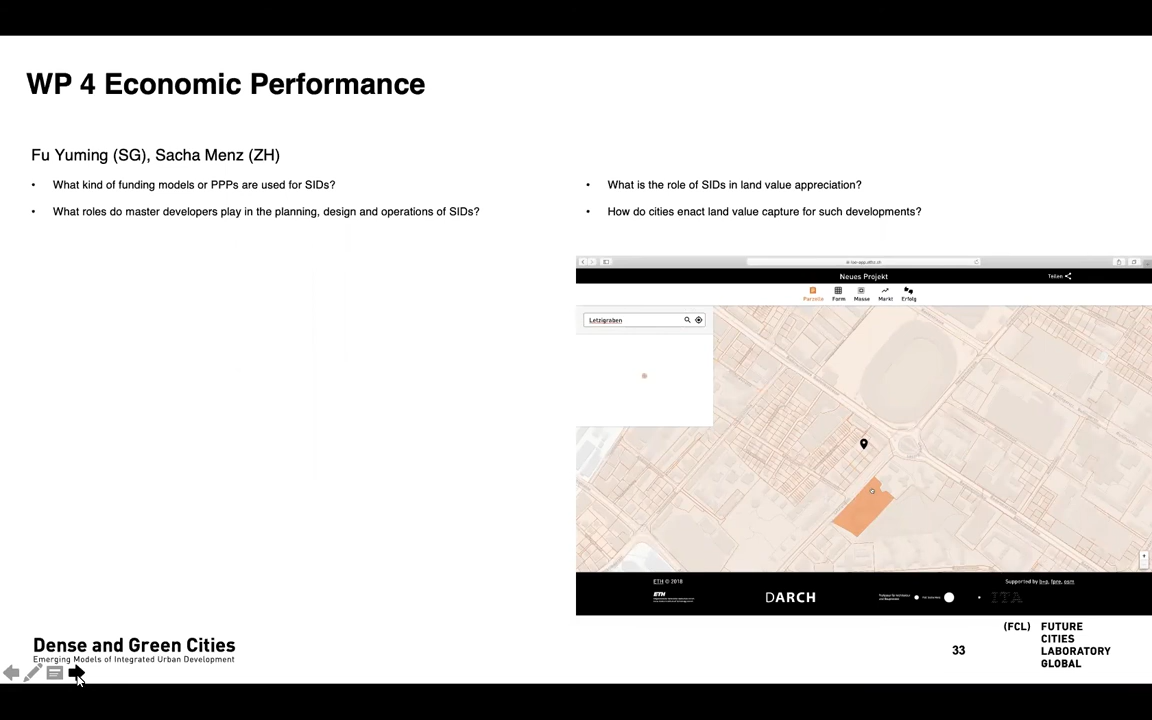 WP 4 Economic Performance
Fu Yuming (SG), Sacha Menz (ZH)
• What kind of funding models or PPPs are used for SIDs?
• What roles do master developers play in the planning, design and operations of SIDs?
• What is the role of SIDs in land value appreciation?
• How do cities enact land value capture for such developments?
Neues Projekt
Teilen
Parzelle Form Masse Markt Erfolg
Letzigraben
ETH © 2018
Supported by
ETH
DARCH
ITA
Dense and Green Cities
Emerging Models of Integrated Urban Development
33
(FCL) FUTURE
CITIES
LABORATORY
GLOBAL